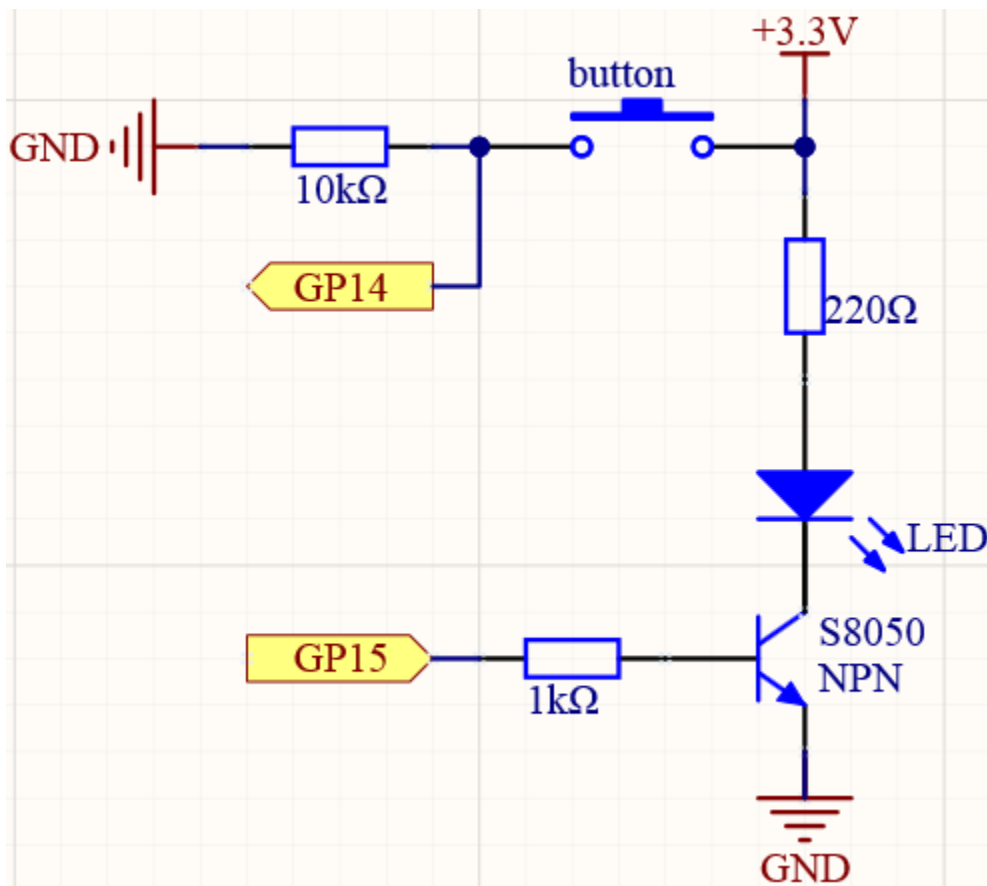 +3.3V
button
GND
10kΩ
GP14
220Ω
LED
S8050
NPN
GP15
1kΩ
GND